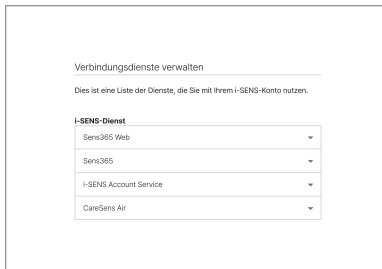 Verbindungsdienste verwalten
Dies ist eine Liste der Dienste, die Sie mit Ihrem i-SENS-Konto nutzen.
i-SENS-Dienst
Sens365 Web
Sens365
i-SENS Account Service
CareSens Air